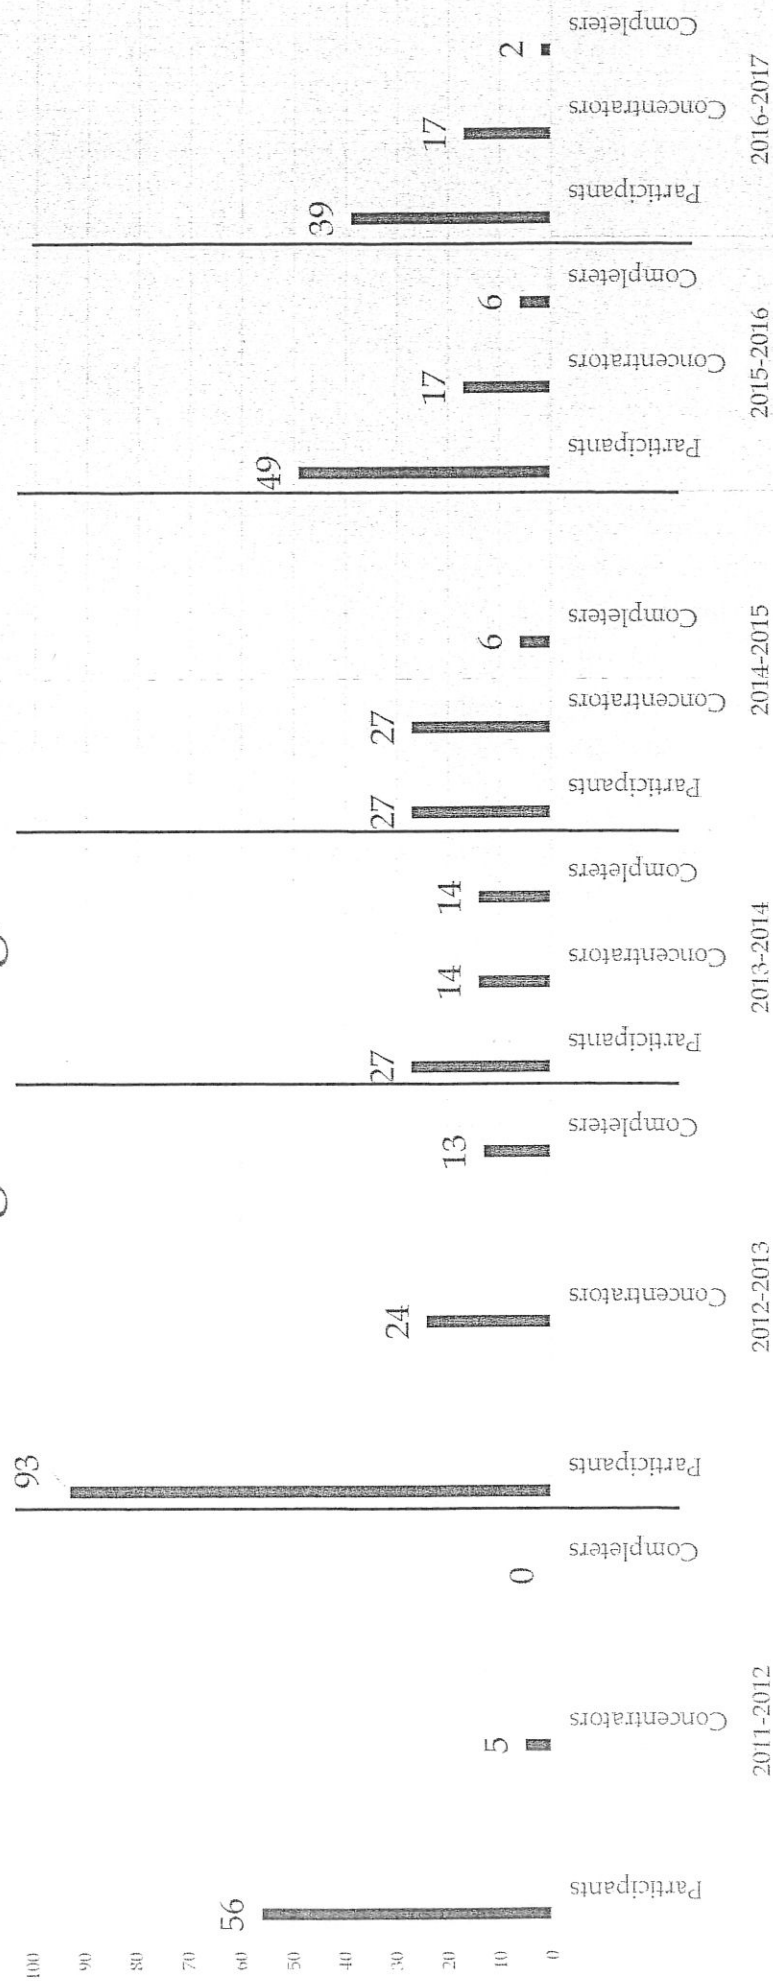 100
90
80
70
60
50
40
30
20
10
0
56
5
0
93
24
13
27
14
14
27
27
6
49
17
6
39
17
2
Participants
Concentrators
Completers
Participants
Concentrators
Completers
Participants
Concentrators
Completers
Participants
Concentrators
Completers
Participants
Concentrators
Completers
Participants
Concentrators
Completers
2011-2012
2012-2013
2013-2014
2014-2015
2015-2016
2016-2017